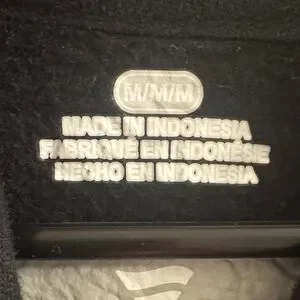 M/M/M
MADE IN INDONESIA
FABRIQUÉ EN INDONÉSIE
HECHO EN INDONESIA